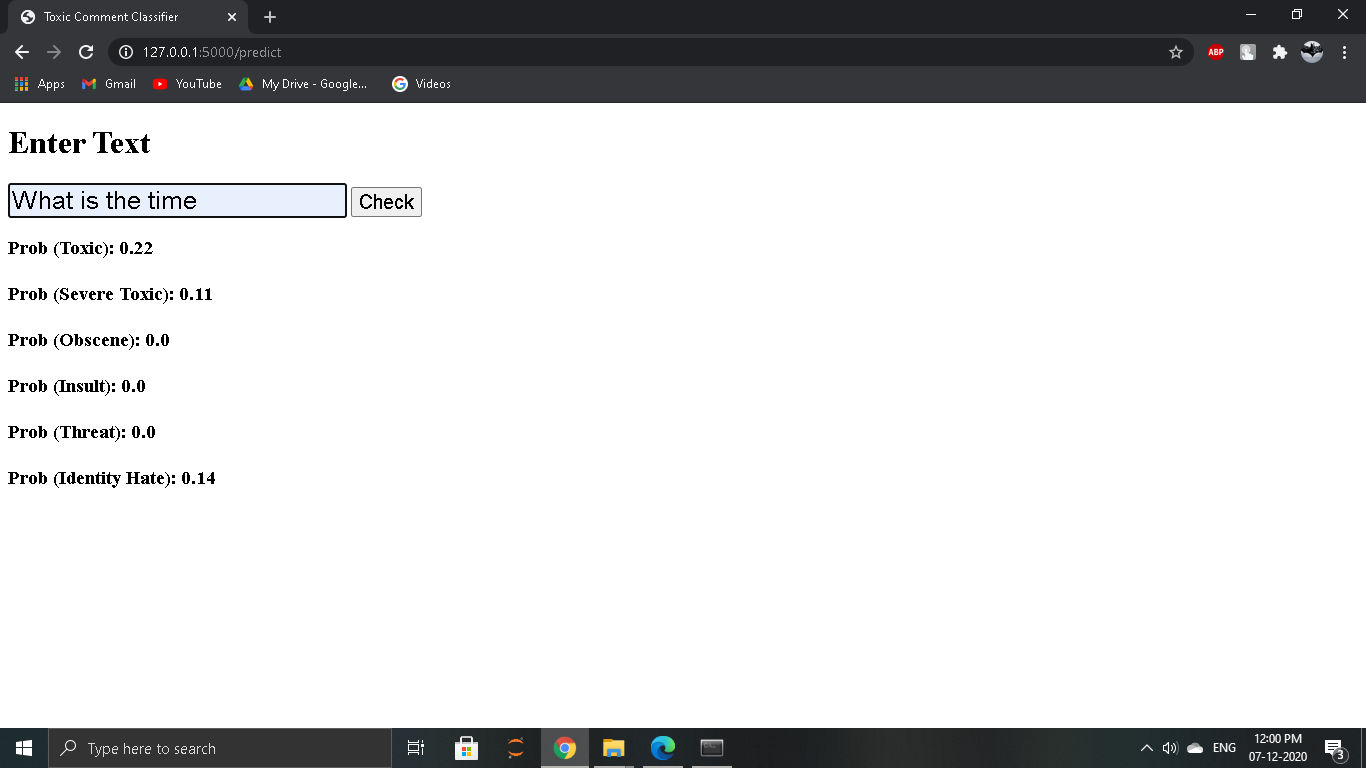 Toxic Comment Classifier
127.0.0.1:5000/predict
ABP
Apps Gmail YouTube My Drive - Google... Videos
Enter Text
What is the time Check
Prob (Toxic): 0.22
Prob (Severe Toxic): 0.11
Prob (Obscene): 0.0
Prob (Insult): 0.0
Prob (Threat): 0.0
Prob (Identity Hate): 0.14
Type here to search
ENG
12:00 PM
07-12-2020
3